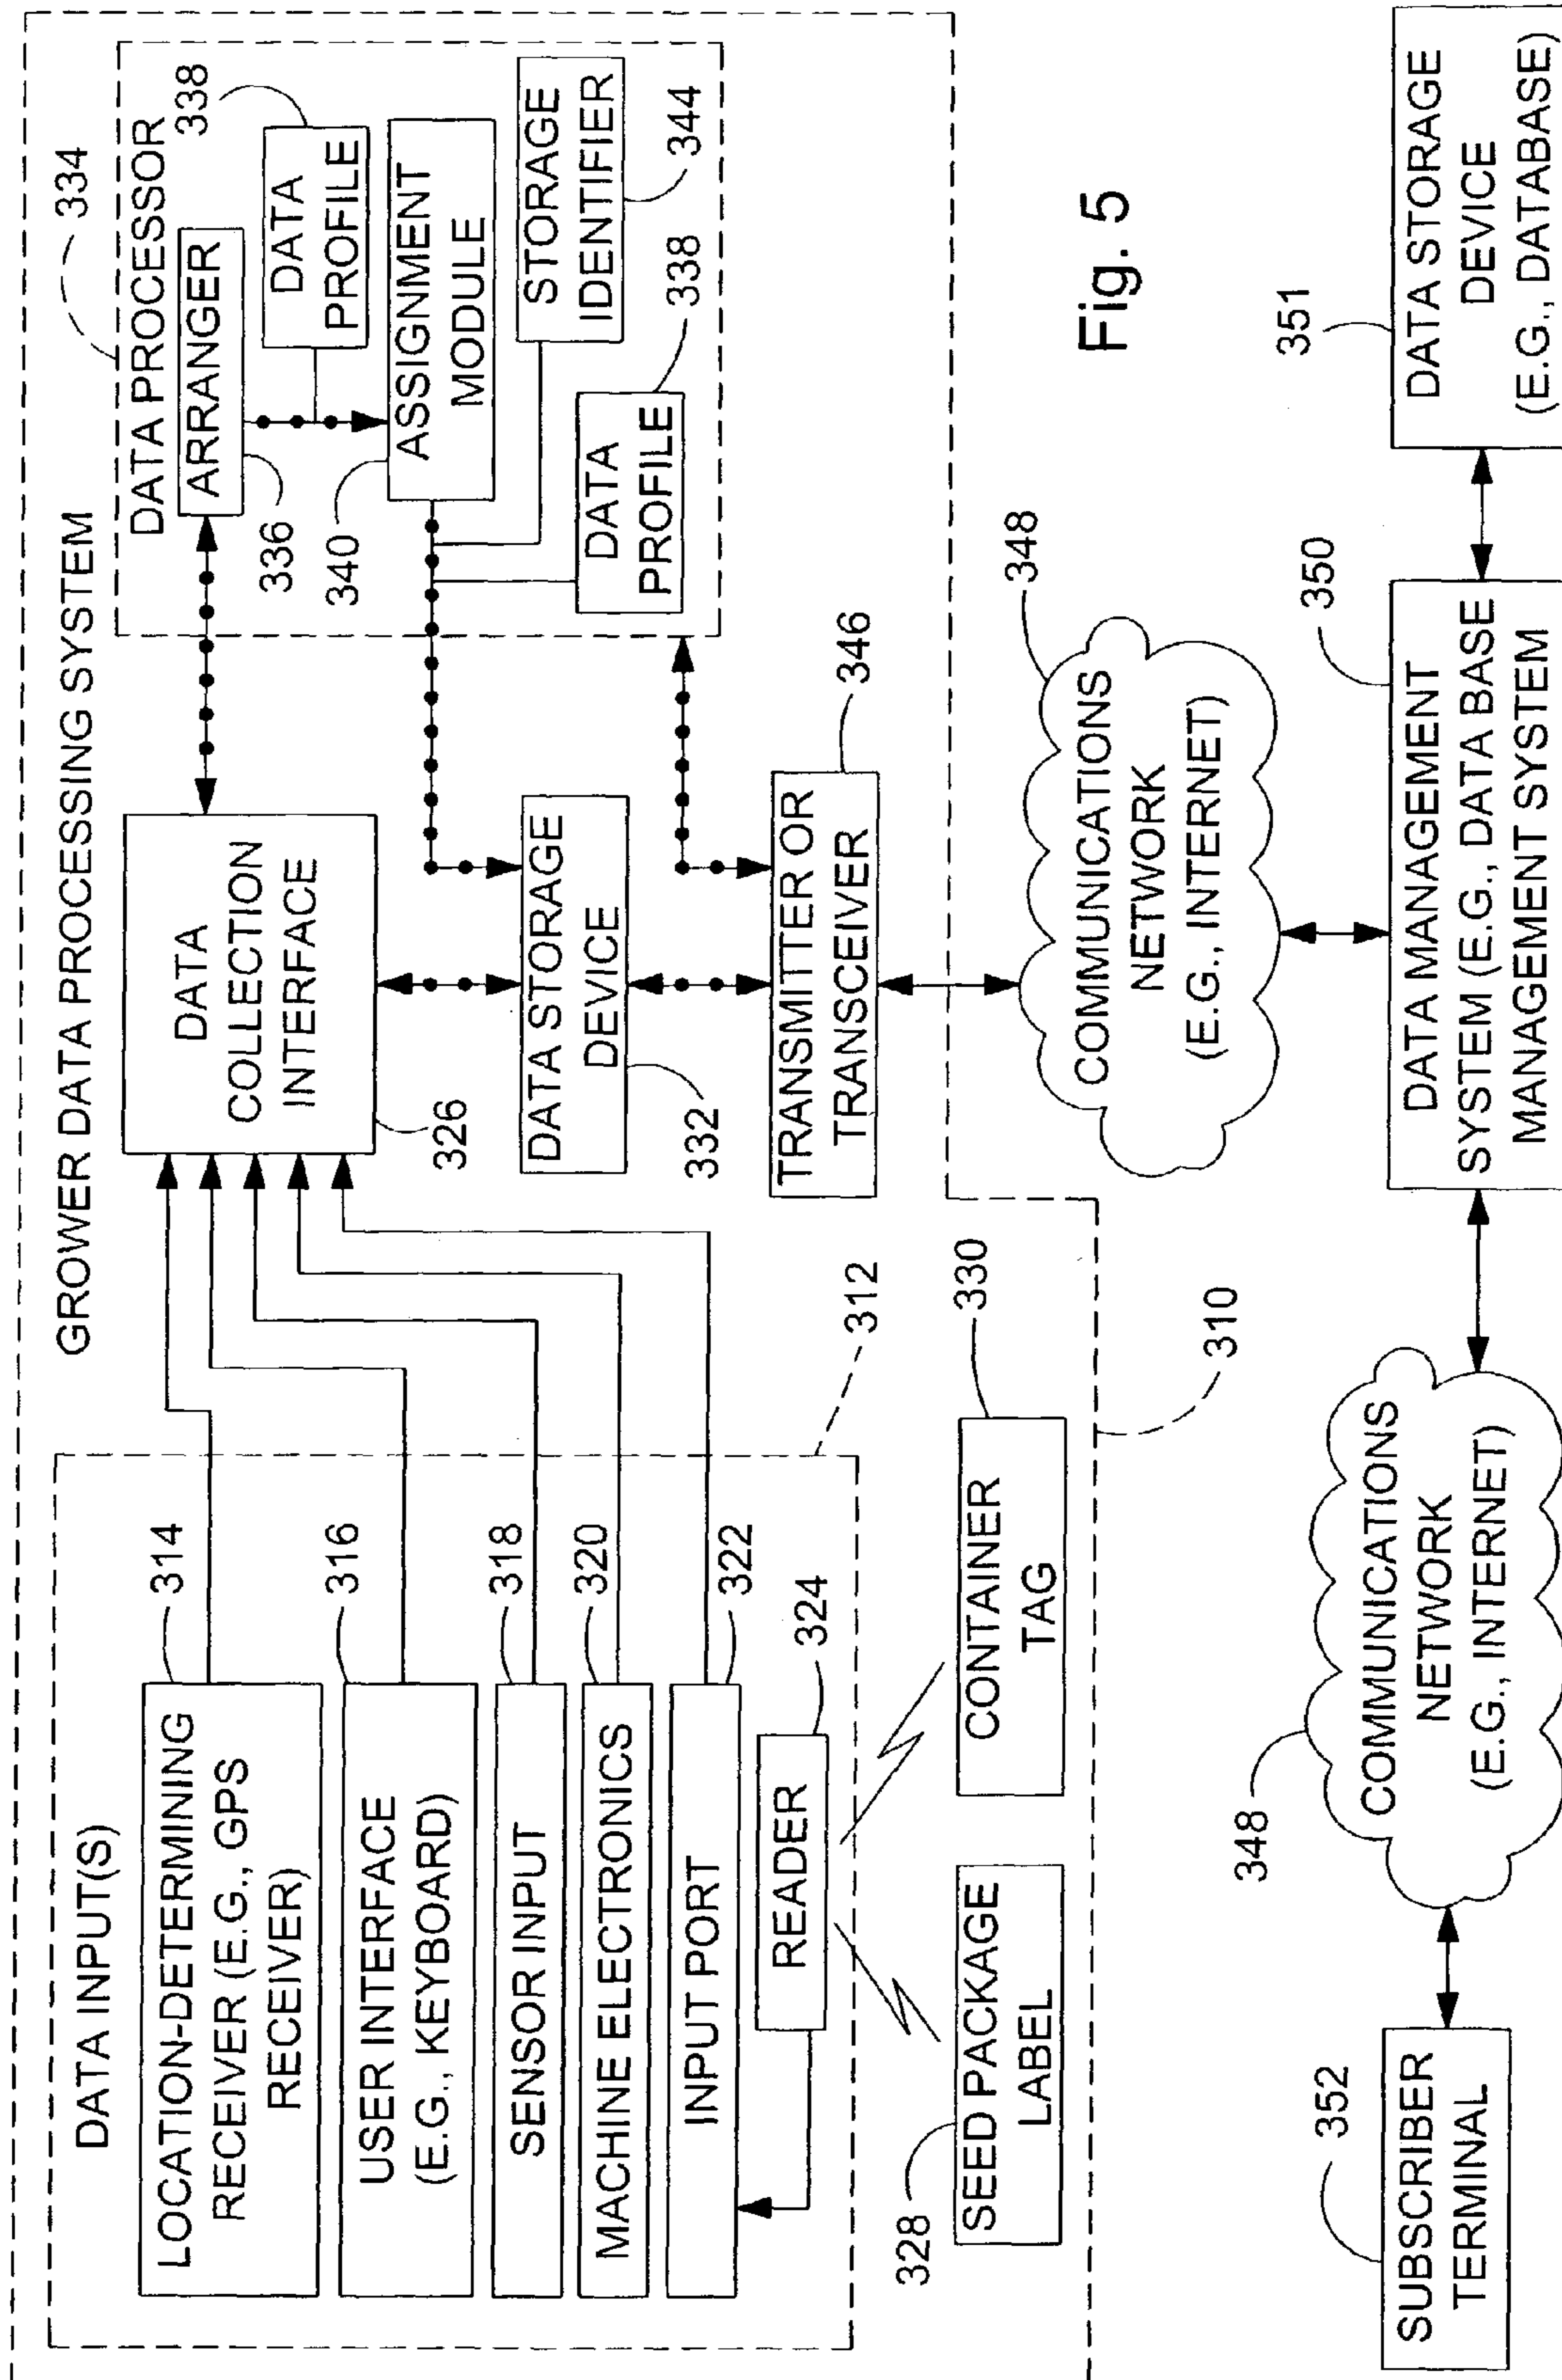 GROWER DATA PROCESSING SYSTEM
DATA INPUT(S)
LOCATION-DETERMINING
RECEIVER (E.G., GPS
RECEIVER)
314
USER INTERFACE
(E.G., KEYBOARD)
316
SENSOR INPUT
318
MACHINE ELECTRONICS
320
INPUT PORT
322
READER
324
312
SEED PACKAGE
LABEL
328
CONTAINER
TAG
330
310
DATA
COLLECTION
INTERFACE
326
DATA STORAGE
DEVICE
332
TRANSMITTER OR
TRANSCEIVER
346
334
DATA PROCESSOR
ARRANGER
336
DATA
PROFILE
338
ASSIGNMENT
MODULE
340
STORAGE
IDENTIFIER
344
DATA
PROFILE
338
COMMUNICATIONS
NETWORK
(E.G., INTERNET)
348
Fig. 5
SUBSCRIBER
TERMINAL
352
COMMUNICATIONS
NETWORK
(E.G., INTERNET)
348
DATA MANAGEMENT
SYSTEM (E.G., DATA BASE
MANAGEMENT SYSTEM
350
DATA STORAGE
DEVICE
(E.G., DATABASE)
351